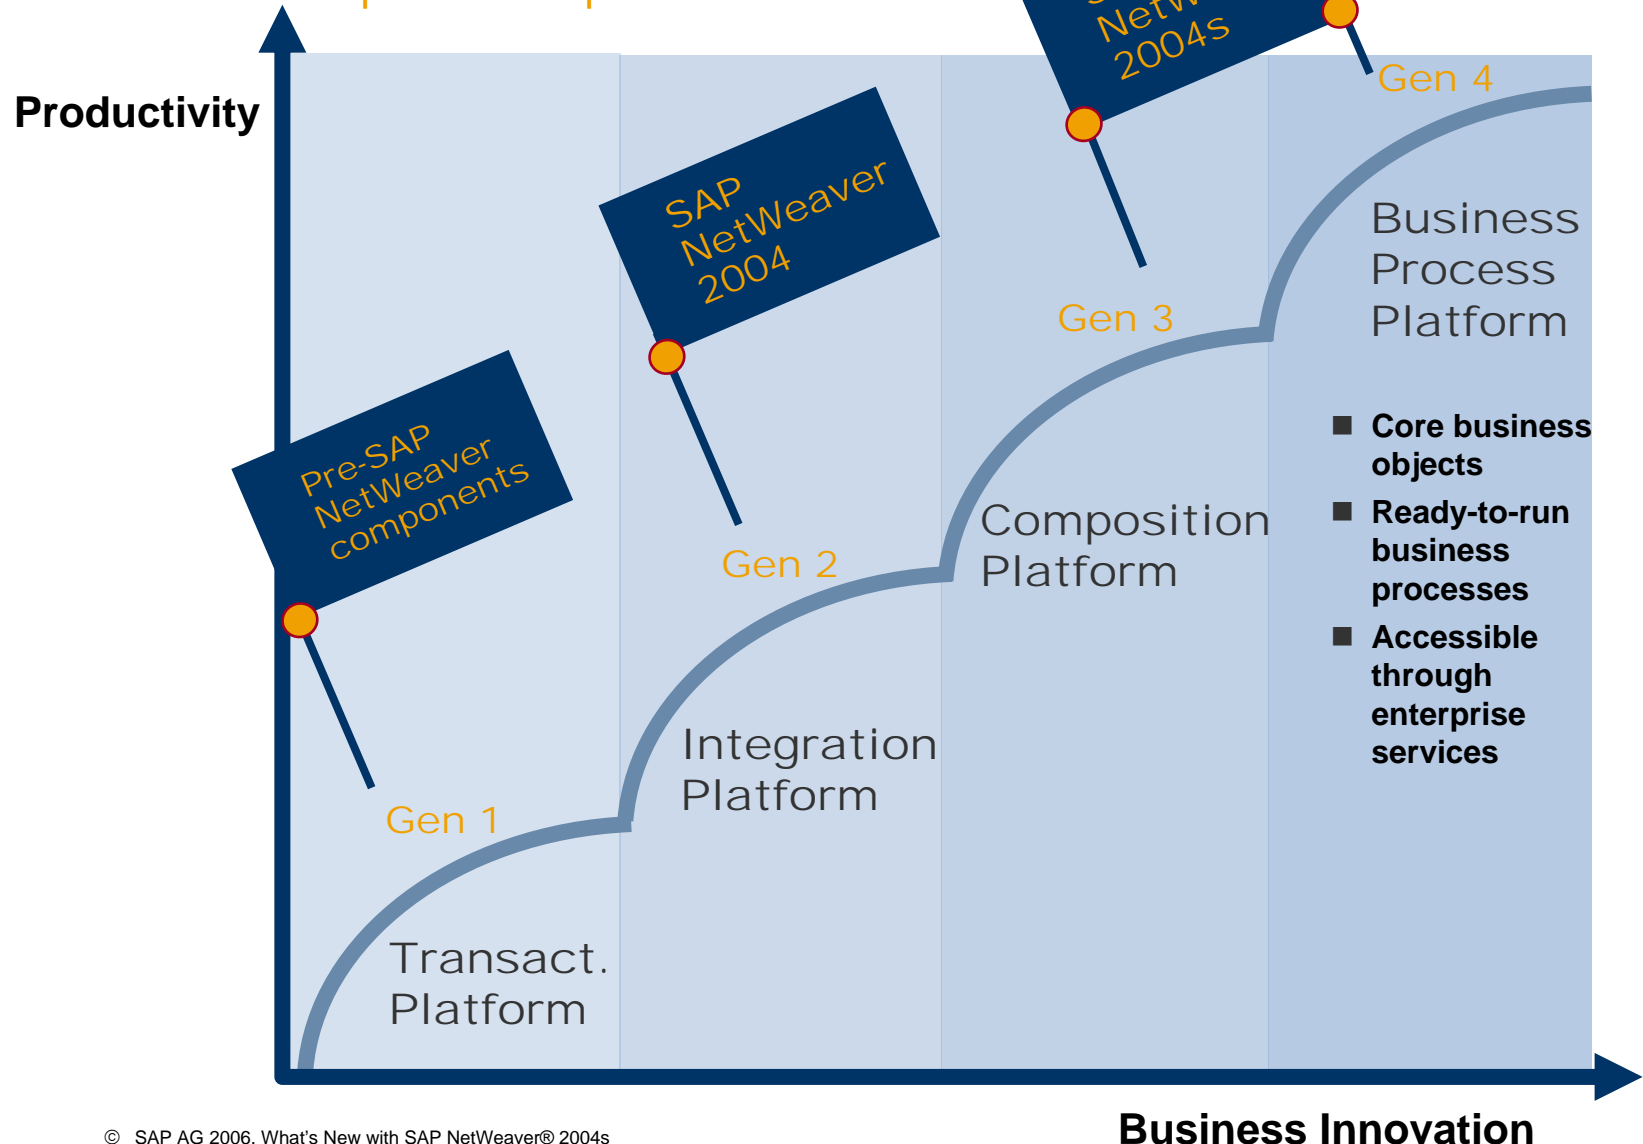 Productivity
NetW
2004s
Gen 4
SAP
NetWeaver
2004
Business
Process
Platform
Gen 3
Pre-SAP
NetWeaver
components
Core business
objects
Ready-to-run
business
processes
Accessible
through
enterprise
services
Composition
Platform
Gen 2
Integration
Platform
Gen 1
Transact.
Platform
Business Innovation
© SAP AG 2006, What's New with SAP NetWeaver® 2004s